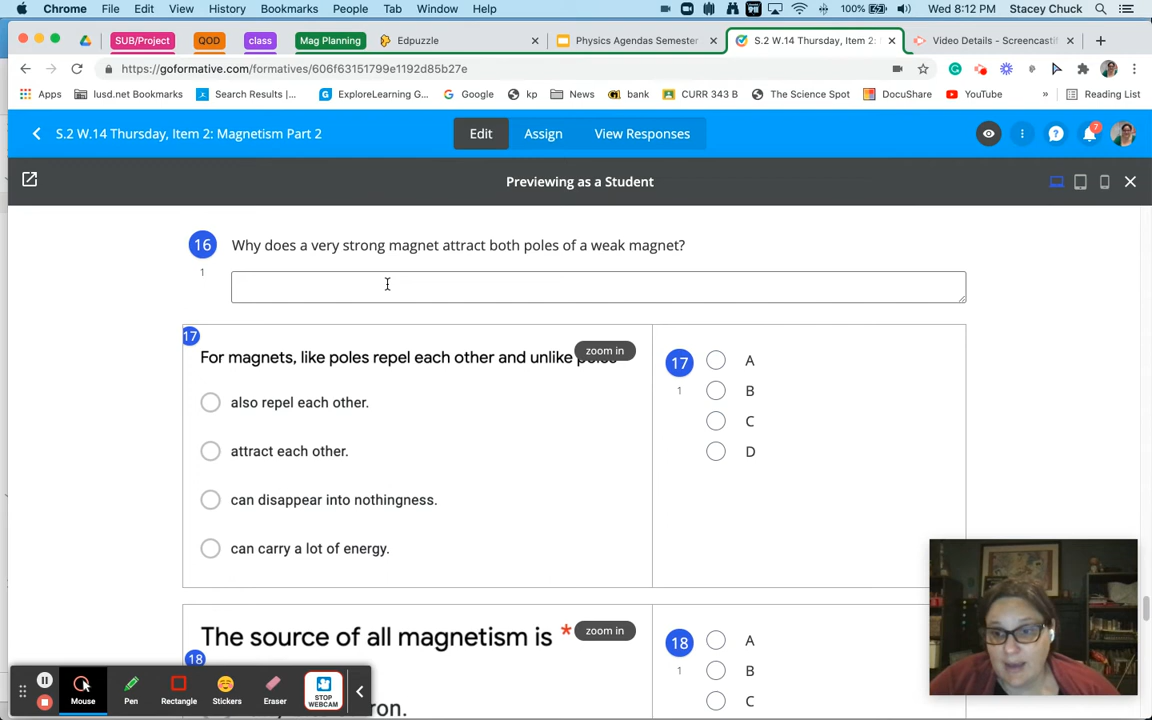 Chrome File Edit View History Bookmarks People Tab Window Help 100% Wed 8:12 PM Stacey Chuck
SUB/Project QOD class Mag Planning Edpuzzle Physics Agendas Semester S.2 W.14 Thursday, Item 2: Video Details - Screencasti
https://goformative.com/formatives/606f63151799e1192d85b27e
Apps lusd.net Bookmarks Search Results |... ExploreLearning G... Google kp News bank CURR 343 B The Science Spot DocuShare YouTube » Reading List
S.2 W.14 Thursday, Item 2: Magnetism Part 2 Edit Assign View Responses 7
Previewing as a Student
16 Why does a very strong magnet attract both poles of a weak magnet?
1
17
For magnets, like poles repel each other and unlike poles
zoom in
also repel each other.
attract each other.
can disappear into nothingness.
can carry a lot of energy.
17 A
1 B
C
D
The source of all magnetism is *
zoom in
18
ron.
18 A
1 B
C
Mouse Pen Rectangle Stickers Eraser STOP WEBCAM